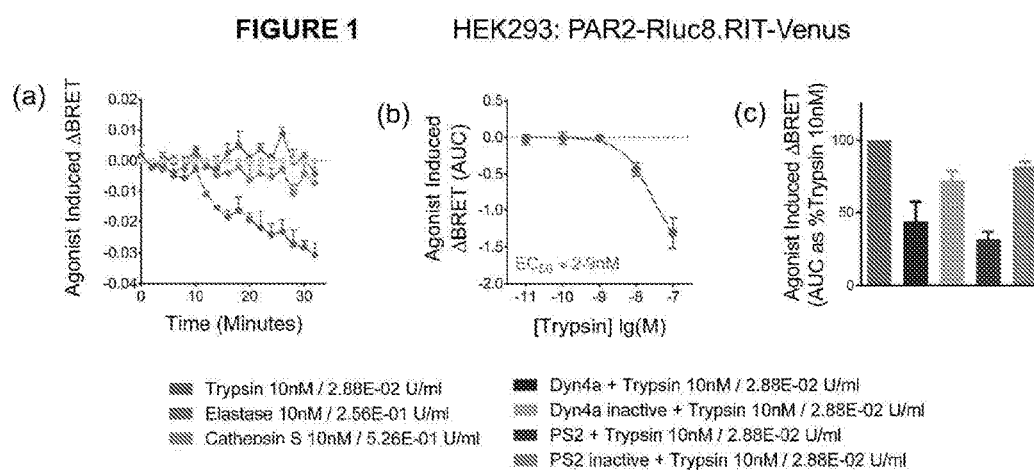 FIGURE 1
HEK293: PAR2-Rluc8.RIT-Venus
(a)
Agonist Induced ΔBRET
0.02
0.01
0.00
-0.01
-0.02
-0.03
-0.04
0
10
20
30
Time (Minutes)
(b)
Agonist Induced
ΔBRET (AUC)
0.5
0.0
-0.5
-1.0
-1.5
-2.0
-11
-10
-9
-8
-7
[Trypsin] lg(M)
(c)
Agonist Induced ΔBRET
(AUC as %Trypsin 10nM)
100
50
0
Trypsin 10nM / 2.88E-02 U/ml
Elastase 10nM / 2.56E-01 U/ml
Cathepsin S 10nM / 5.26E-01 U/ml
Dyn4a + Trypsin 10nM / 2.88E-02 U/ml
Dyn4a inactive + Trypsin 10nM / 2.88E-02 U/ml
PS2 + Trypsin 10nM / 2.88E-02 U/ml
PS2 inactive + Trypsin 10nM / 2.88E-02 U/ml